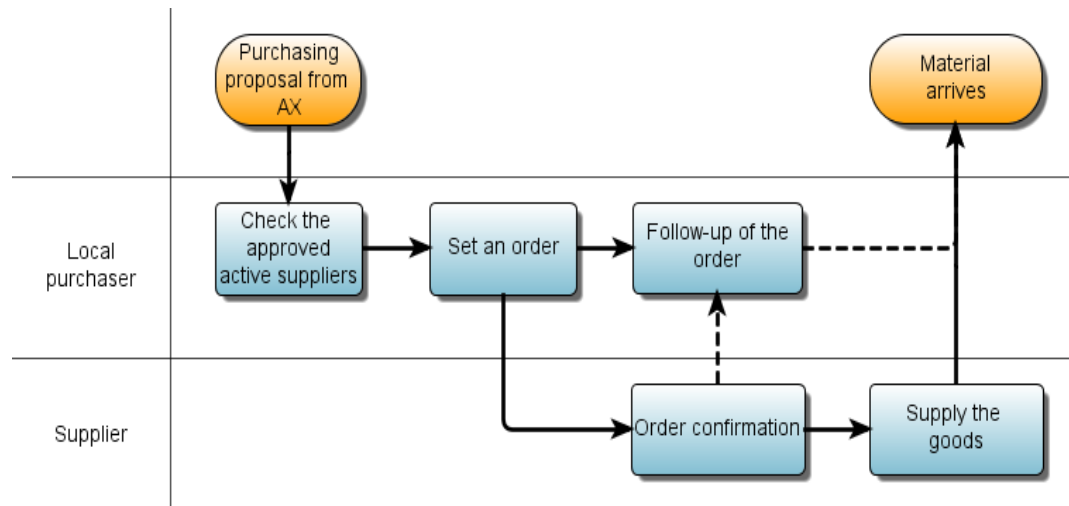 Purchasing
proposal from
AX
Material
arrives
Local
purchaser
Check the
approved
active suppliers
Set an order
Follow-up of the
order
Supplier
Order confirmation
Supply the
goods